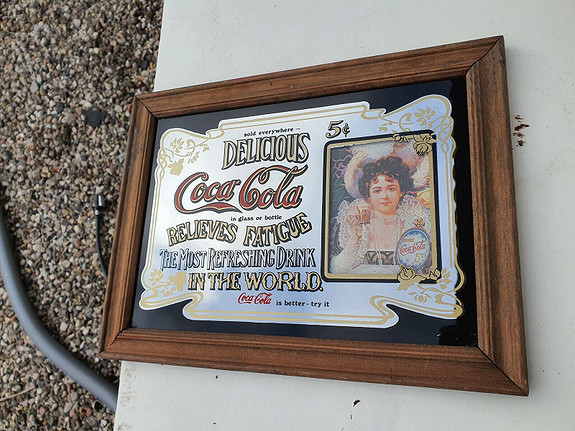 sold everywhere –
5¢
DELICIOUS
Coca-Cola
in glass or bottle
RELIEVES FATIGUE
THE MOST REFRESHING DRINK
IN THE WORLD.
Coca-Cola is better - try it
Coca-Cola
5¢